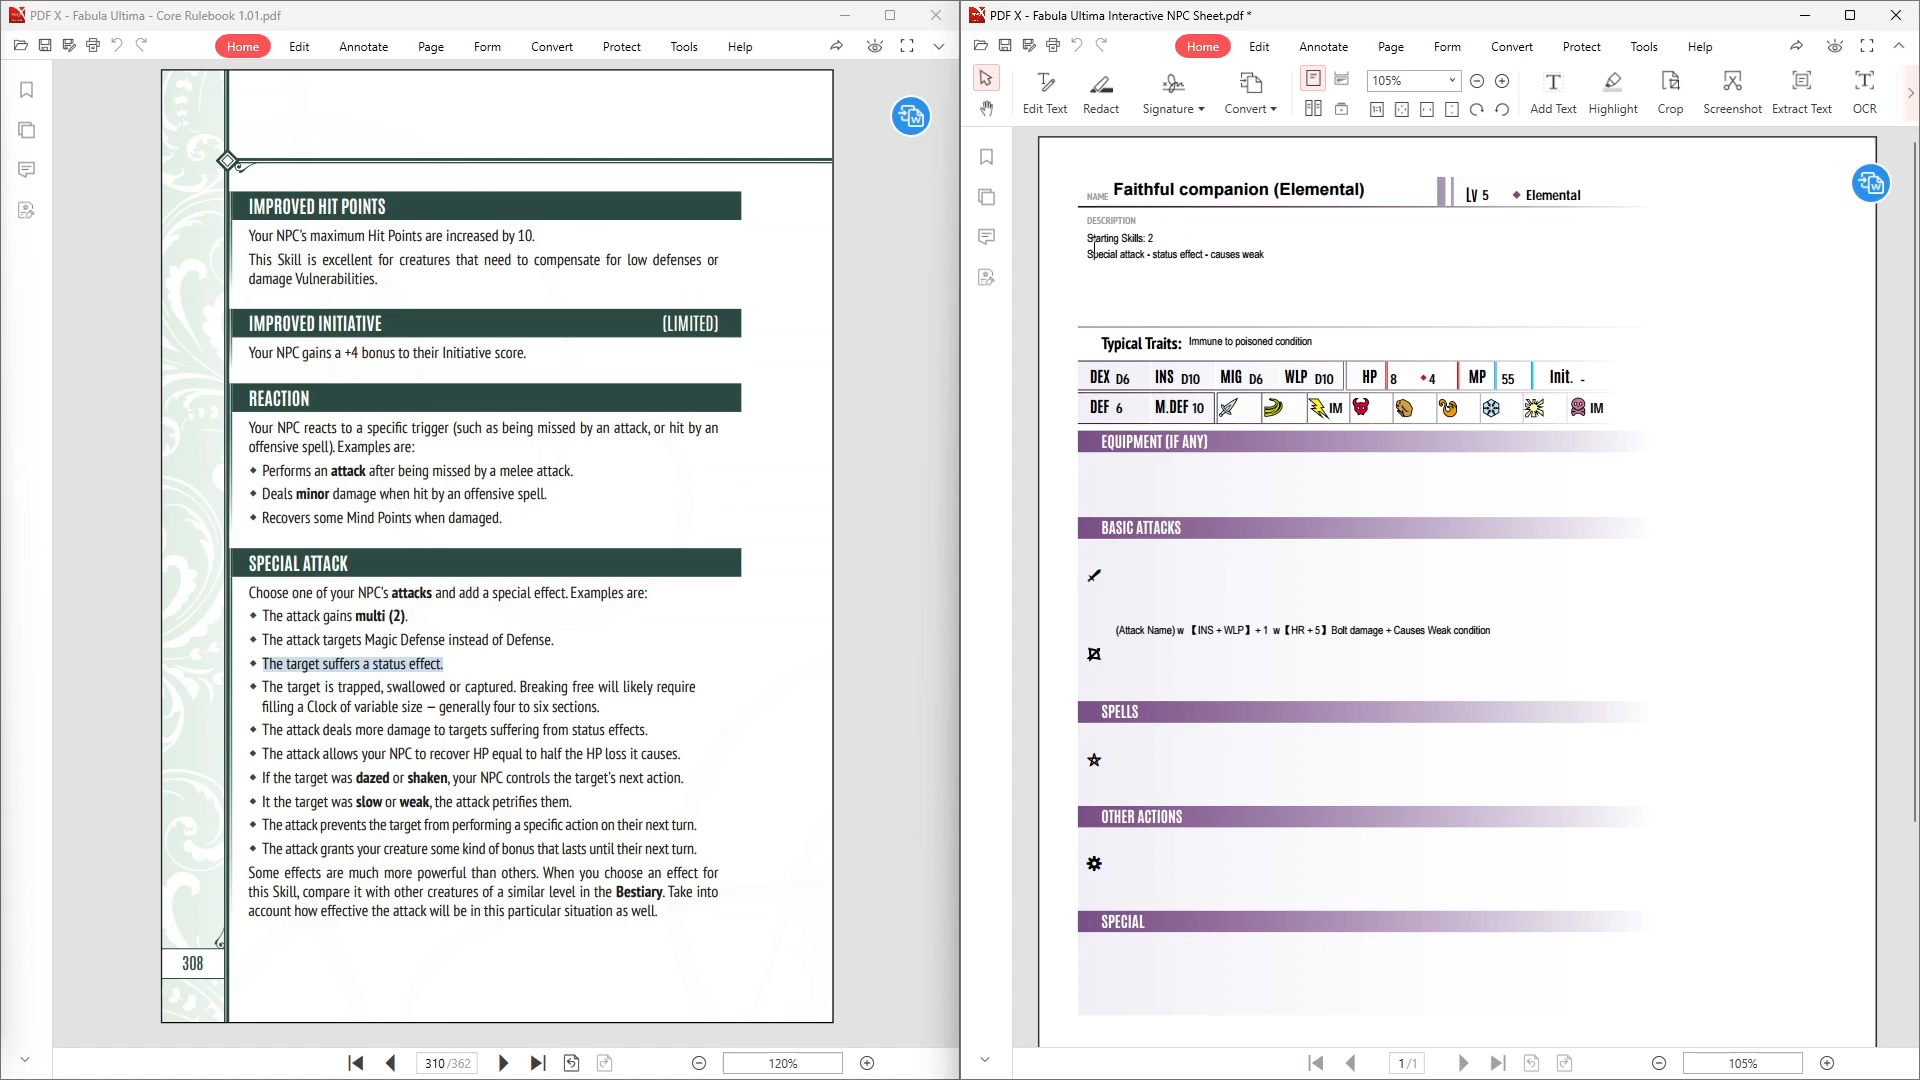 PDF X - Fabula Ultima - Core Rulebook 1.01.pdf
Home Edit Annotate Page Form Convert Protect Tools Help
IMPROVED HIT POINTS
Your NPC's maximum Hit Points are increased by 10.
This Skill is excellent for creatures that need to compensate for low defenses or
damage Vulnerabilities.
IMPROVED INITIATIVE (LIMITED)
Your NPC gains a +4 bonus to their Initiative score.
REACTION
Your NPC reacts to a specific trigger (such as being missed by an attack, or hit by an
offensive spell). Examples are:
◆ Performs an attack after being missed by a melee attack.
◆ Deals minor damage when hit by an offensive spell.
◆ Recovers some Mind Points when damaged.
SPECIAL ATTACK
Choose one of your NPC's attacks and add a special effect. Examples are:
◆ The attack gains multi (2).
◆ The attack targets Magic Defense instead of Defense.
◆ The target suffers a status effect.
◆ The target is trapped, swallowed or captured. Breaking free will likely require
filling a Clock of variable size — generally four to six sections.
◆ The attack deals more damage to targets suffering from status effects.
◆ The attack allows your NPC to recover HP equal to half the HP loss it causes.
◆ If the target was dazed or shaken, your NPC controls the target's next action.
◆ It the target was slow or weak, the attack petrifies them.
◆ The attack prevents the target from performing a specific action on their next turn.
◆ The attack grants your creature some kind of bonus that lasts until their next turn.
Some effects are much more powerful than others. When you choose an effect for
this Skill, compare it with other creatures of a similar level in the Bestiary. Take into
account how effective the attack will be in this particular situation as well.
308
310 /362
120%
PDF X - Fabula Ultima Interactive NPC Sheet.pdf *
Home Edit Annotate Page Form Convert Protect Tools Help
105%
Edit Text Redact Signature Convert Add Text Highlight Crop Screenshot Extract Text OCR
NAME Faithful companion (Elemental) LV 5 ◆ Elemental
DESCRIPTION
Starting Skills: 2
Special attack - status effect - causes weak
Typical Traits: Immune to poisoned condition
DEX D6 INS D10 MIG D6 WLP D10 HP 8 ◆ 4 MP 55 Init. -
DEF 6 M.DEF 10 IM IM
EQUIPMENT (IF ANY)
BASIC ATTACKS
(Attack Name) w 【INS + WLP】 + 1 w 【HR + 5】 Bolt damage + Causes Weak condition
SPELLS
OTHER ACTIONS
SPECIAL
1 /1
105%